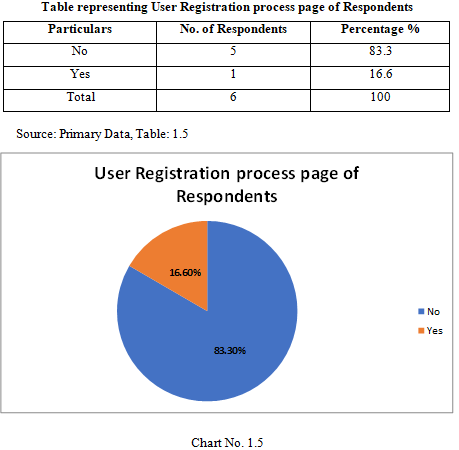 Table representing User Registration process page of Respondents
Particulars No. of Respondents Percentage %
No 5 83.3
Yes 1 16.6
Total 6 100
Source: Primary Data, Table: 1.5
User Registration process page of
Respondents
16.60%
83.30%
No
Yes
Chart No. 1.5